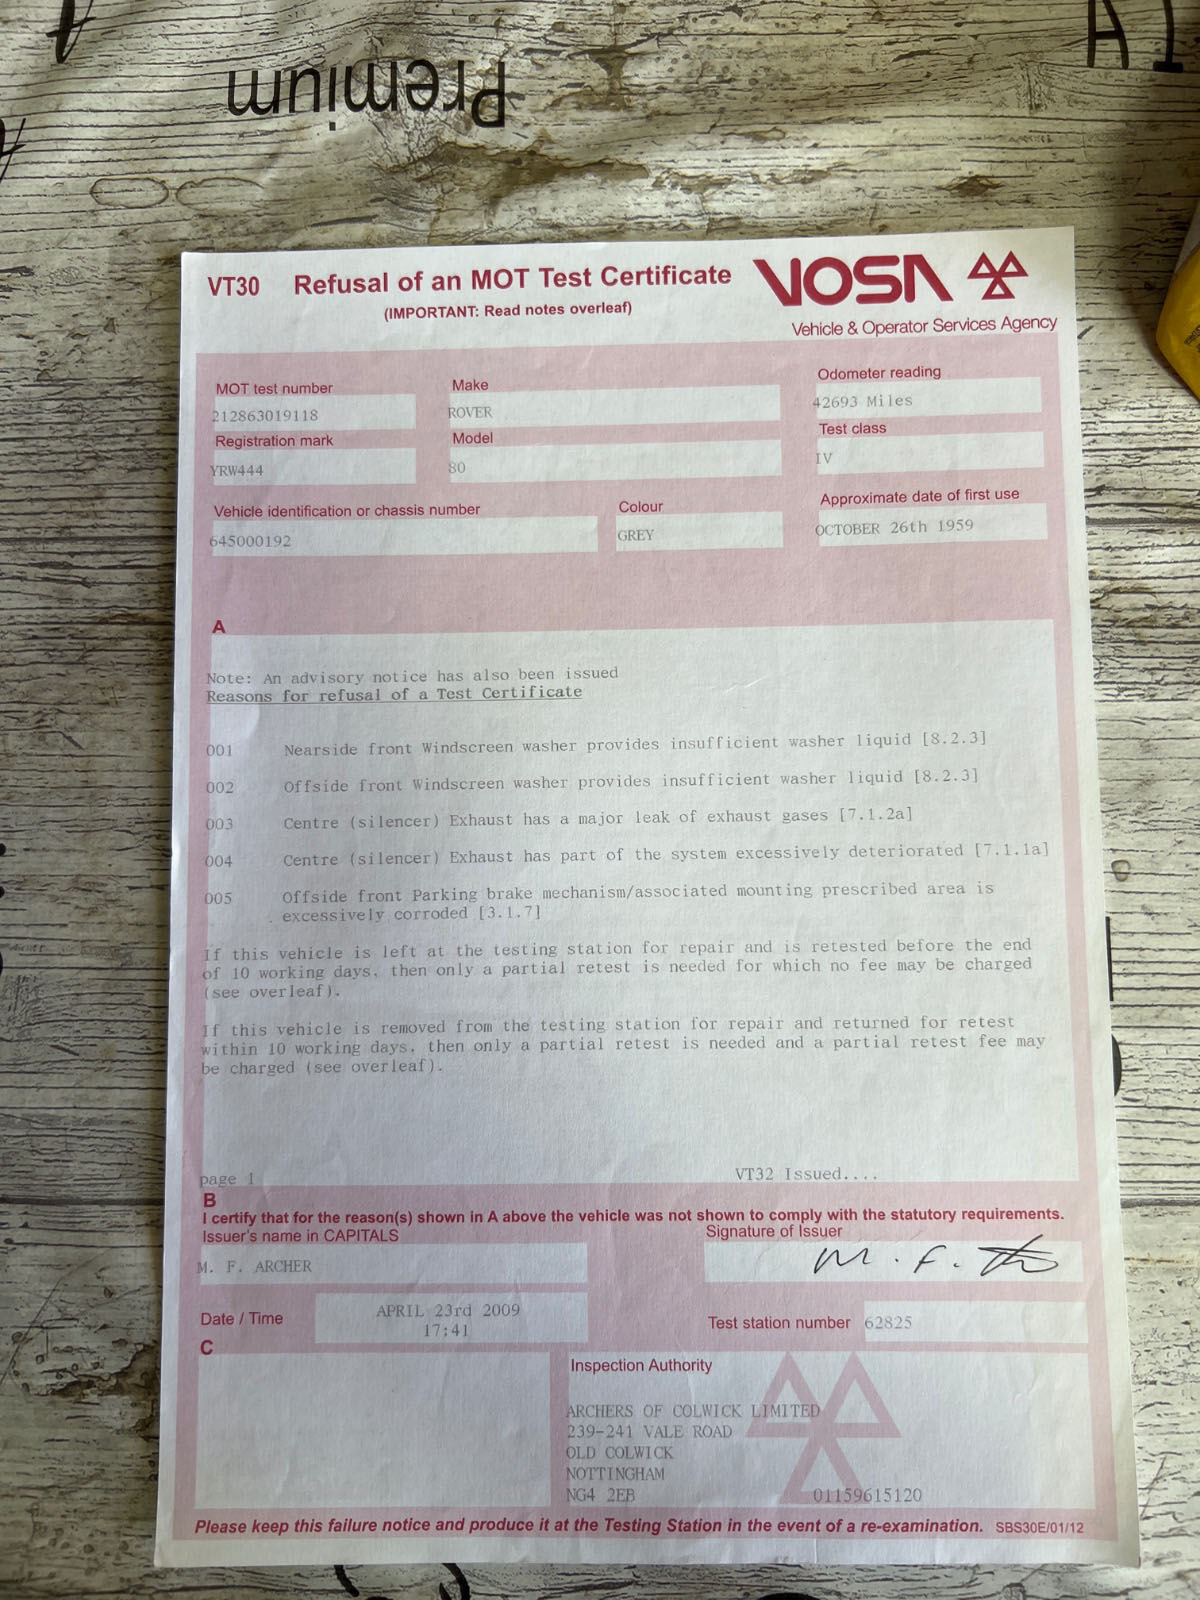 Premium
VT30 Refusal of an MOT Test Certificate
(IMPORTANT: Read notes overleaf)
VOSA
Vehicle & Operator Services Agency
MOT test number
212863019118
Make
ROVER
Odometer reading
42693 Miles
Registration mark
YRW444
Model
80
Test class
IV
Vehicle identification or chassis number
645000192
Colour
GREY
Approximate date of first use
OCTOBER 26th 1959
A
Note: An advisory notice has also been issued
Reasons for refusal of a Test Certificate
001 Nearside front Windscreen washer provides insufficient washer liquid [8.2.3]
002 Offside front Windscreen washer provides insufficient washer liquid [8.2.3]
003 Centre (silencer) Exhaust has a major leak of exhaust gases [7.1.2a]
004 Centre (silencer) Exhaust has part of the system excessively deteriorated [7.1.1a]
005 Offside front Parking brake mechanism/associated mounting prescribed area is
excessively corroded [3.1.7]
If this vehicle is left at the testing station for repair and is retested before the end
of 10 working days, then only a partial retest is needed for which no fee may be charged
(see overleaf).
If this vehicle is removed from the testing station for repair and returned for retest
within 10 working days, then only a partial retest is needed and a partial retest fee may
be charged (see overleaf).
page 1 VT32 Issued....
B
I certify that for the reason(s) shown in A above the vehicle was not shown to comply with the statutory requirements.
Issuer's name in CAPITALS
M. F. ARCHER
Signature of Issuer
M. F.
Date / Time
APRIL 23rd 2009
17:41
Test station number 62825
C
Inspection Authority
ARCHERS OF COLWICK LIMITED
239-241 VALE ROAD
OLD COLWICK
NOTTINGHAM
NG4 2EB 01159615120
Please keep this failure notice and produce it at the Testing Station in the event of a re-examination. SBS30E/01/12